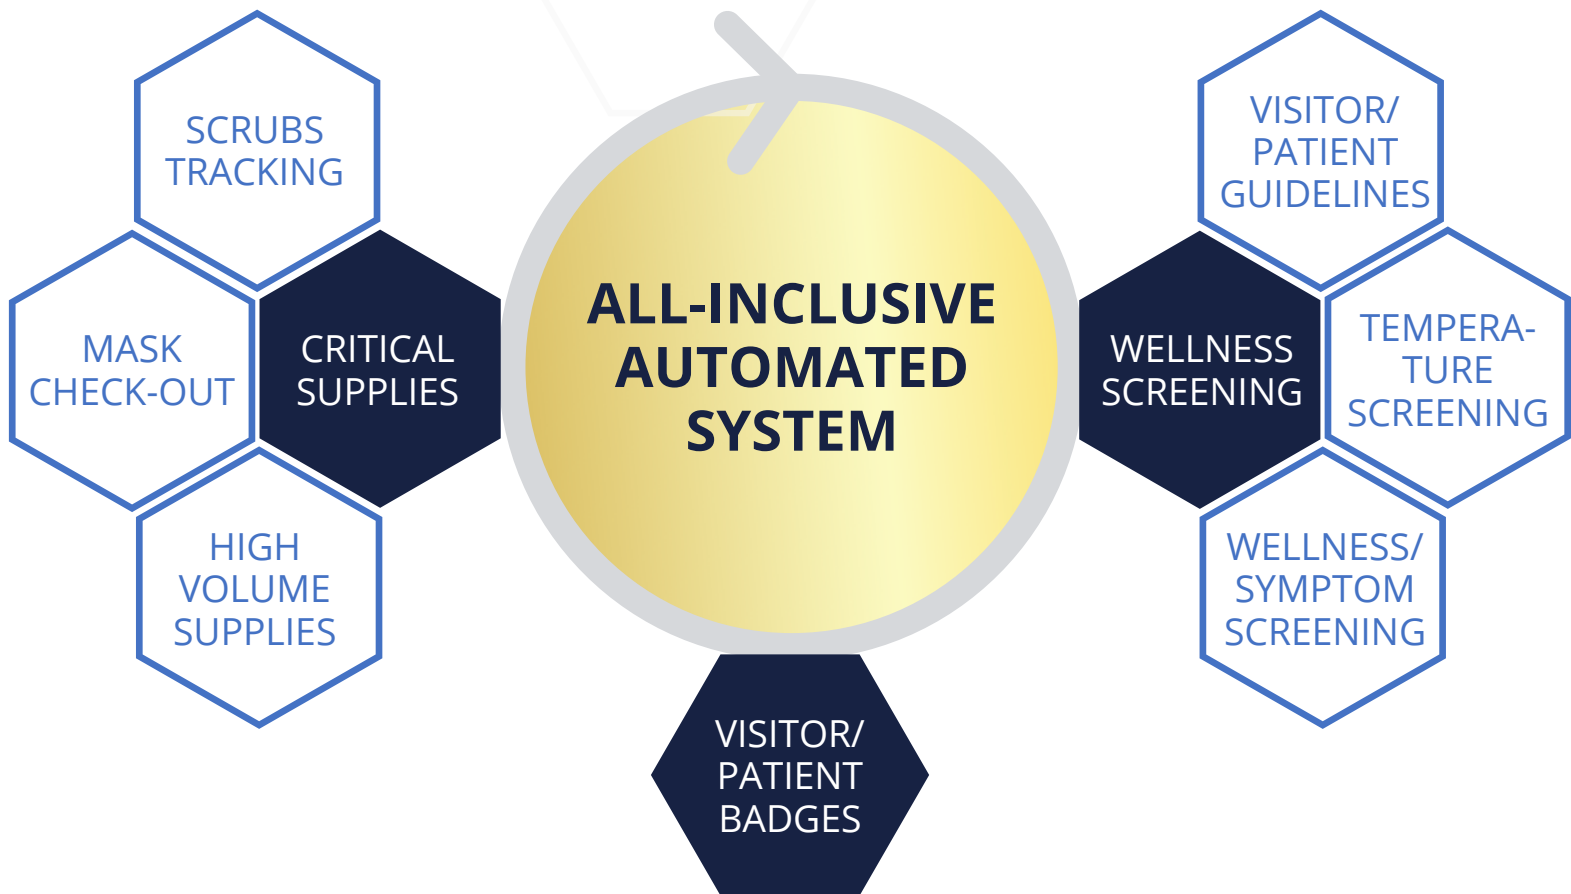 SCRUBS
TRACKING
MASK
CHECK-OUT
CRITICAL
SUPPLIES
HIGH
VOLUME
SUPPLIES
ALL-INCLUSIVE
AUTOMATED
SYSTEM
VISITOR/
PATIENT
BADGES
VISITOR/
PATIENT
GUIDELINES
WELLNESS
SCREENING
TEMPERA-
TURE
SCREENING
WELLNESS/
SYMPTOM
SCREENING